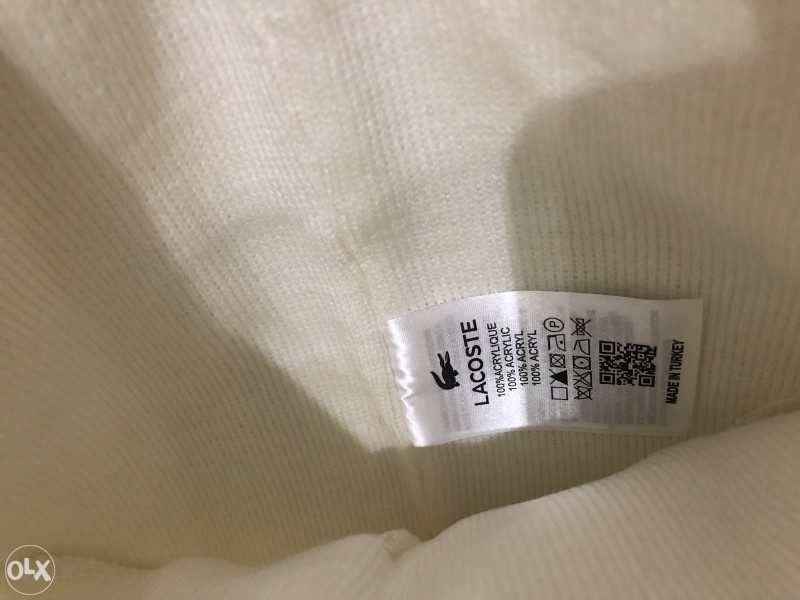 LACOSTE
100%ACRYLIQUE
100% ACRYLIC
100% ACRYL
100% ACRYL
P
MADE IN TURKEY
OLX